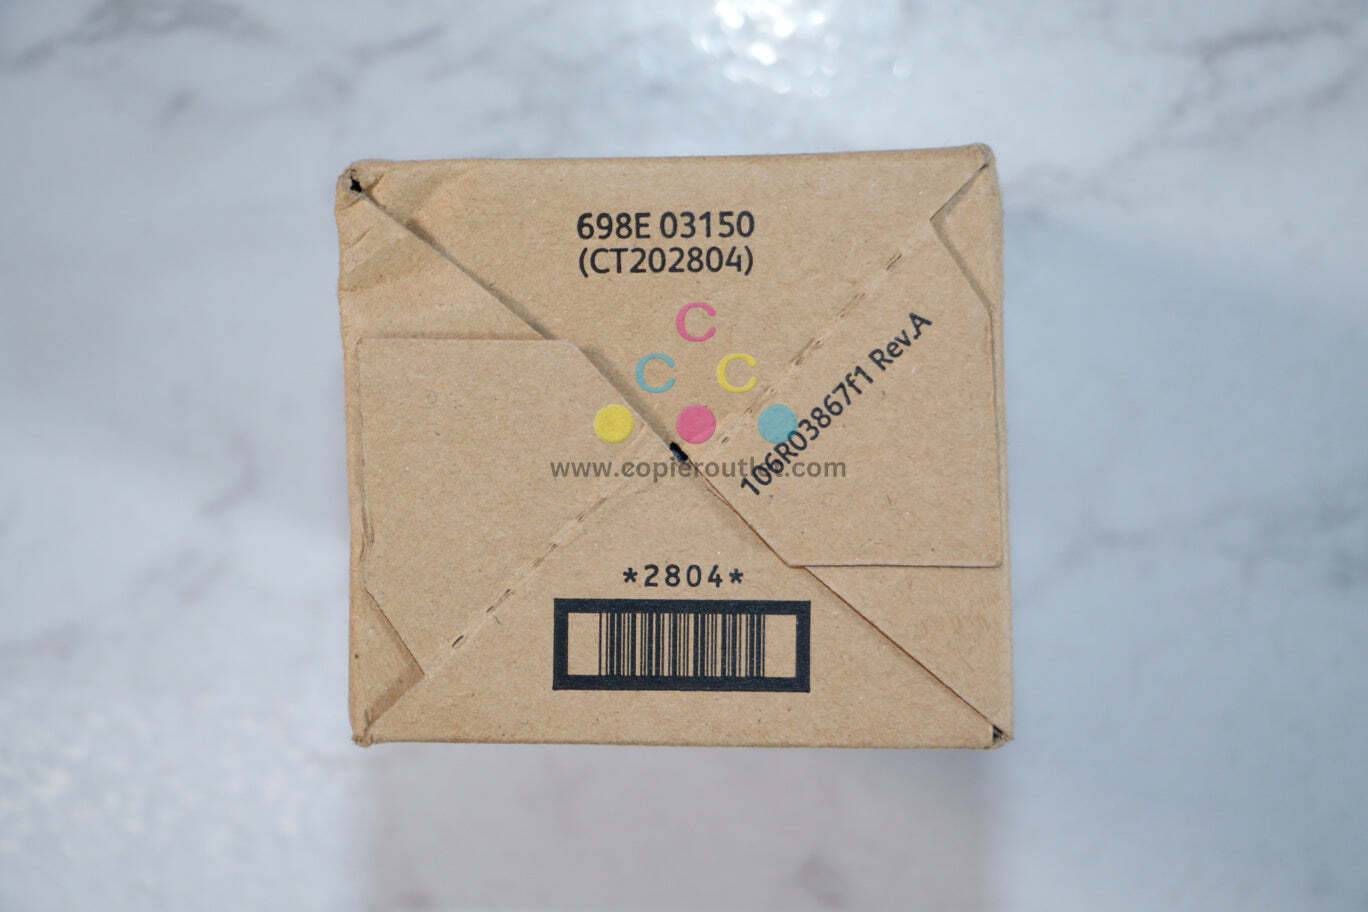 698E 03150
(CT202804)
C
C C
106R03867f1 Rev.A
www.copieroutlet.com
*2804*